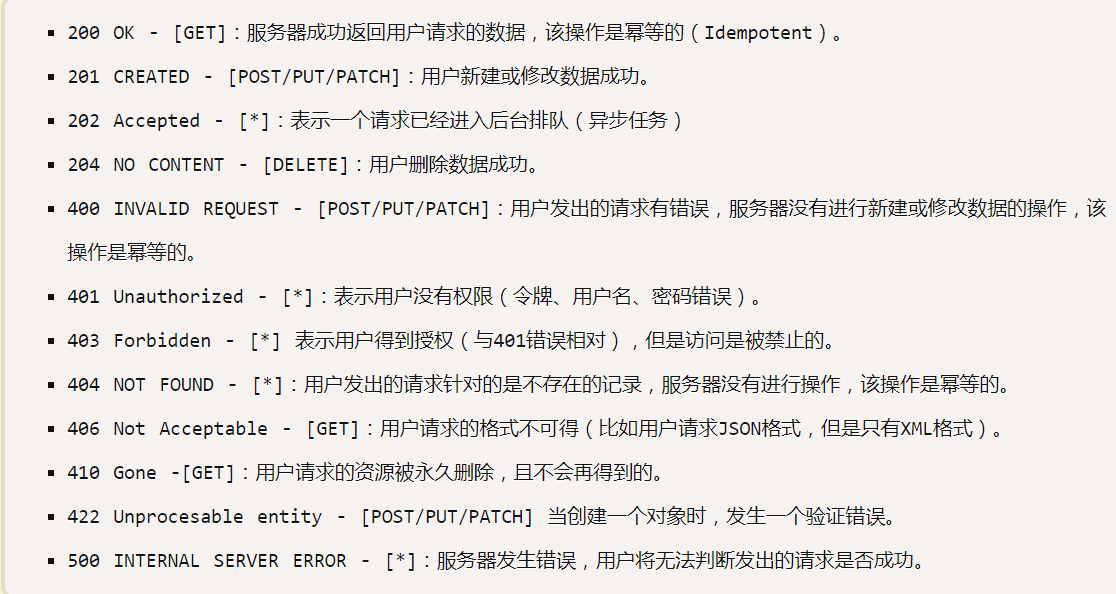 ▪ 200 OK - [GET]：服务器成功返回用户请求的数据，该操作是幂等的（Idempotent）。
▪ 201 CREATED - [POST/PUT/PATCH]：用户新建或修改数据成功。
▪ 202 Accepted - [*]：表示一个请求已经进入后台排队（异步任务）
▪ 204 NO CONTENT - [DELETE]：用户删除数据成功。
▪ 400 INVALID REQUEST - [POST/PUT/PATCH]：用户发出的请求有错误，服务器没有进行新建或修改数据的操作，该
操作是幂等的。
▪ 401 Unauthorized - [*]：表示用户没有权限（令牌、用户名、密码错误）。
▪ 403 Forbidden - [*] 表示用户得到授权（与401错误相对），但是访问是被禁止的。
▪ 404 NOT FOUND - [*]：用户发出的请求针对的是不存在的记录，服务器没有进行操作，该操作是幂等的。
▪ 406 Not Acceptable - [GET]：用户请求的格式不可得（比如用户请求JSON格式，但是只有XML格式）。
▪ 410 Gone -[GET]：用户请求的资源被永久删除，且不会再得到的。
▪ 422 Unprocesable entity - [POST/PUT/PATCH] 当创建一个对象时，发生一个验证错误。
▪ 500 INTERNAL SERVER ERROR - [*]：服务器发生错误，用户将无法判断发出的请求是否成功。